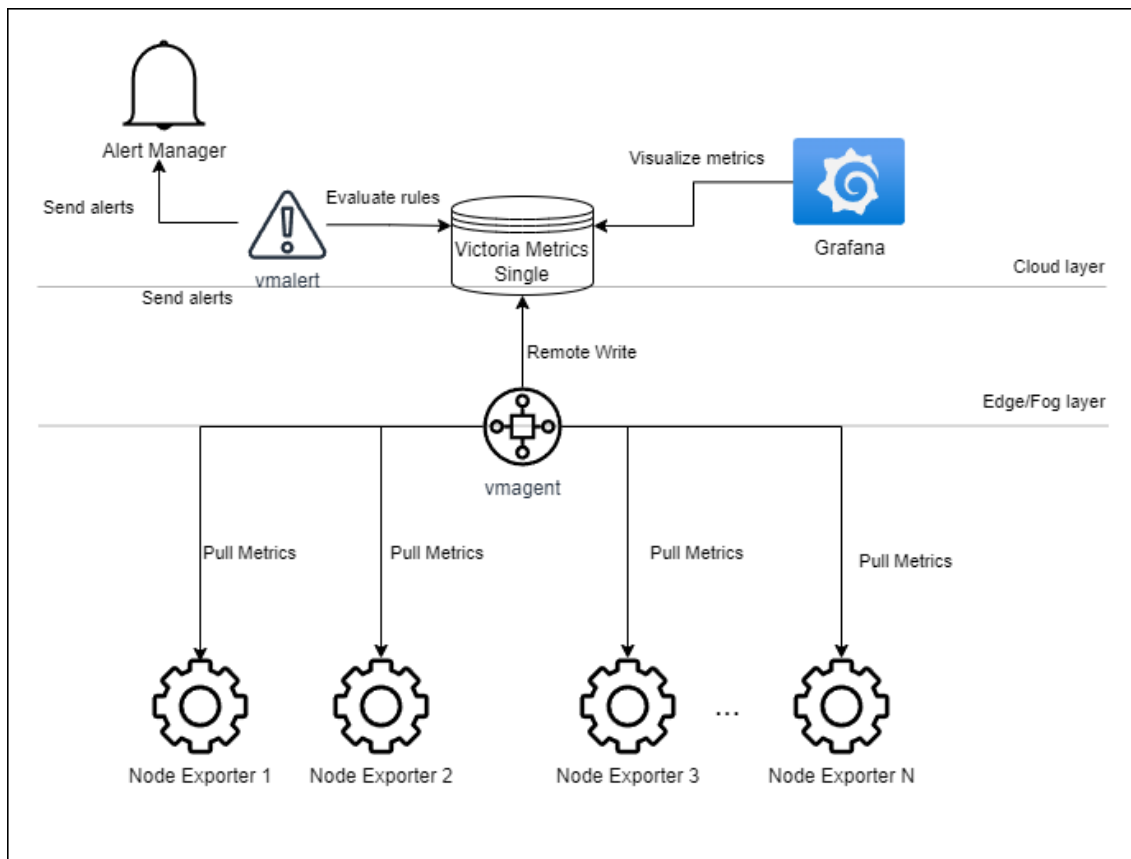 Alert Manager
Visualize metrics
Send alerts
Evaluate rules
Victoria Metrics
Single
Grafana
vmalert
Cloud layer
Send alerts
Remote Write
Edge/Fog layer
vmagent
Pull Metrics
Pull Metrics
Pull Metrics
Pull Metrics
...
Node Exporter 1
Node Exporter 2
Node Exporter 3
Node Exporter N